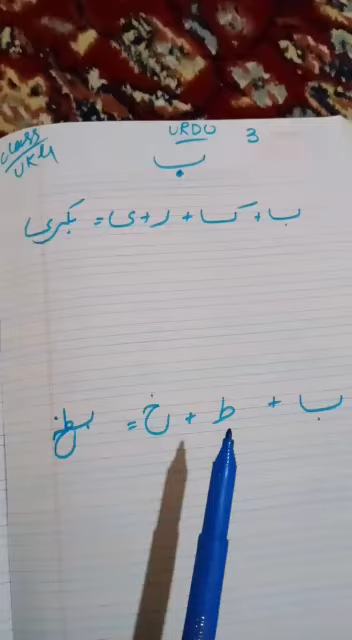 class
UKG
URDU
3
ب
ب + ک + ر + ی = بکری
ب + ط + خ = بطخ